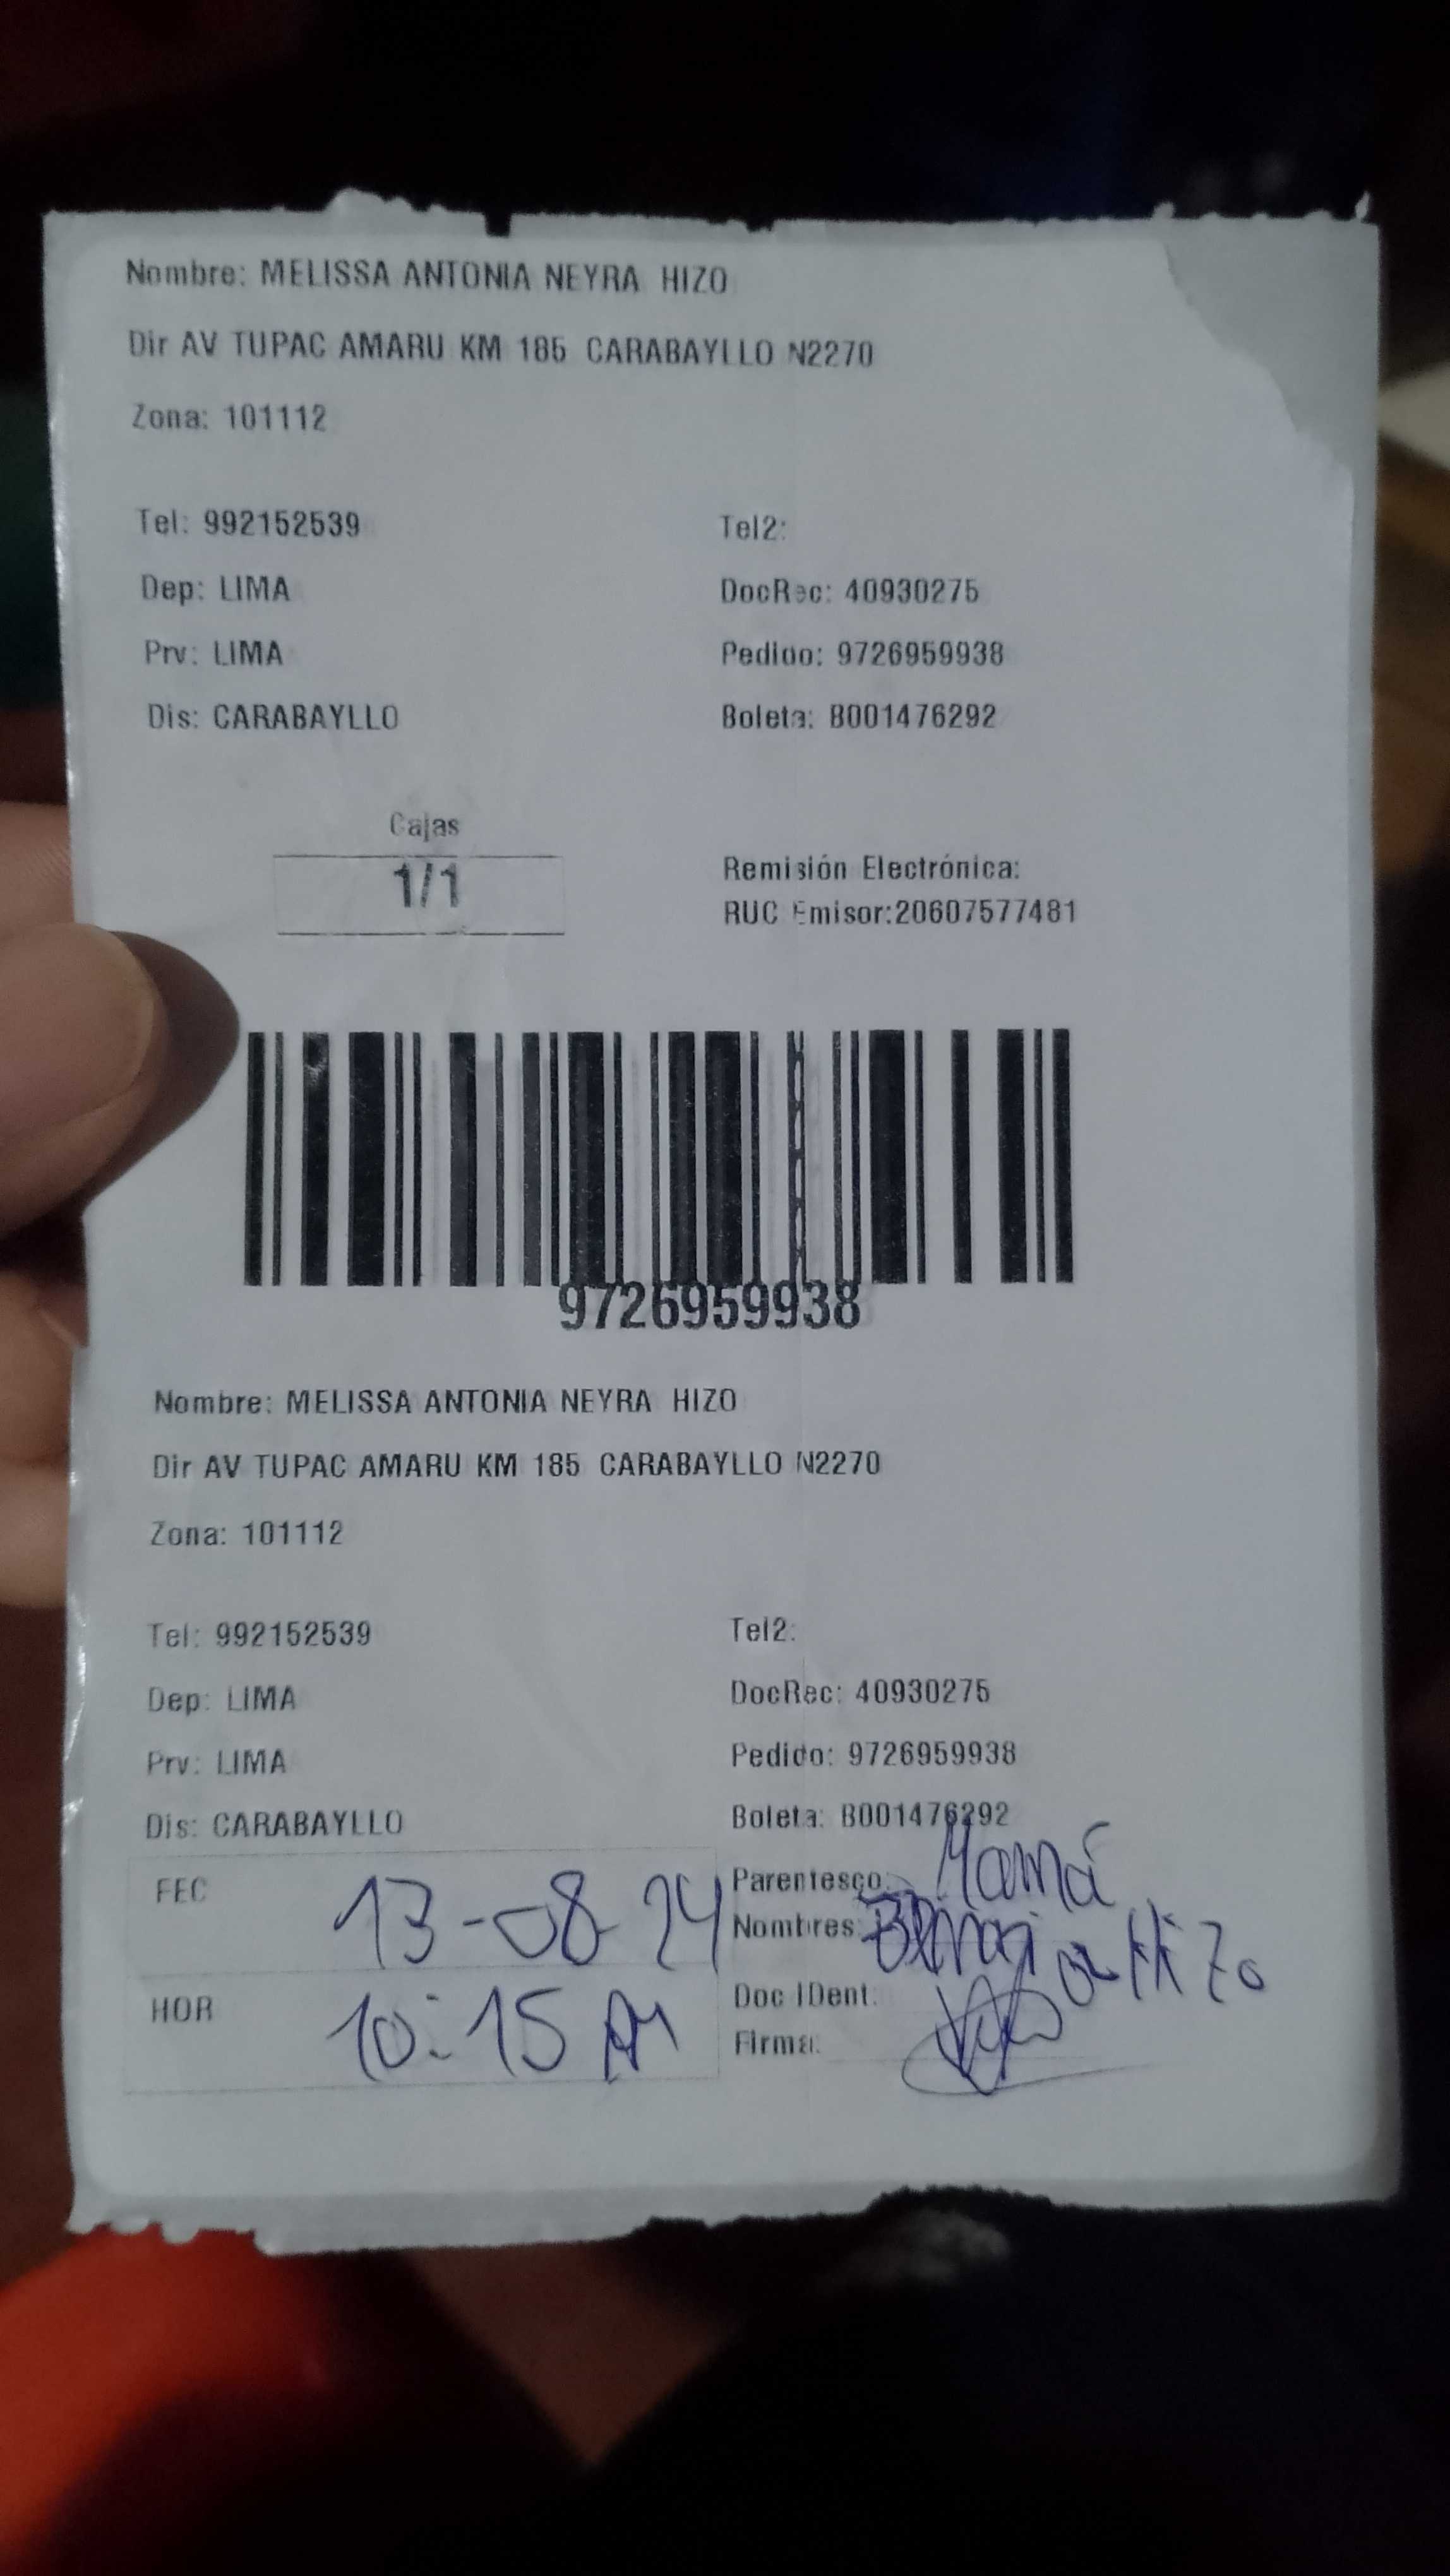 Nombre: MELISSA ANTONIA NEYRA HIZO
Dir AV TUPAC AMARU KM 185 CARABAYLLO N2270
Zona: 101112
Tel: 992152539 Tel2:
Dep: LIMA DocRec: 40930275
Prv: LIMA Pedido: 9726959938
Dis: CARABAYLLO Boleta: B001476292
Cajas
1/1
Remisión Electrónica:
RUC Emisor:20607577481
9726959938
Nombre: MELISSA ANTONIA NEYRA HIZO
Dir AV TUPAC AMARU KM 185 CARABAYLLO N2270
Zona: 101112
Tel: 992152539 Tel2:
Dep: LIMA DocRec: 40930275
Prv: LIMA Pedido: 9726959938
Dis: CARABAYLLO Boleta: B001476292
FEC 13-08-24 Parentesco: Mamá
Nombres: Hizo
HOR 10:15 AM Doc IDent:
Firma: